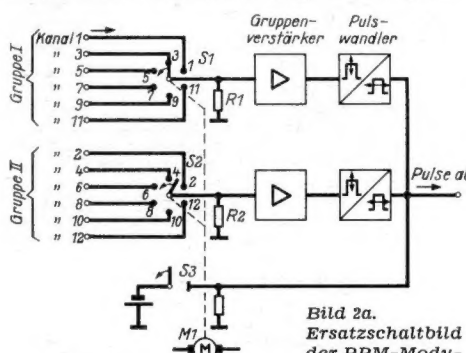 Gruppen-
verstärker
Puls-
wandler
Gruppe I
Kanal 1
" 3
" 5
" 7
" 9
" 11
3
1
5
7
9
11
S1
R1
Gruppe II
" 2
" 4
" 6
" 8
" 10
" 12
4
2
6
8
10
12
S2
R2
Pulse au
S3
M1
M
Bild 2a.
Ersatzschaltbild
der PPM-Modu-